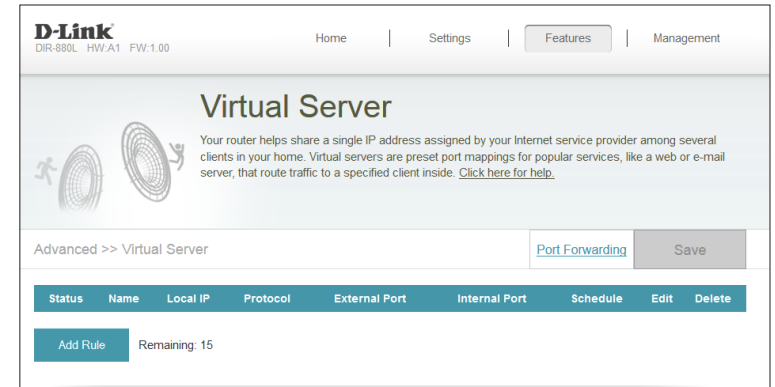 D-Link
DIR-880L HW:A1 FW:1.00
Home Settings Features Management
Virtual Server
Your router helps share a single IP address assigned by your Internet service provider among several
clients in your home. Virtual servers are preset port mappings for popular services, like a web or e-mail
server, that route traffic to a specified client inside. Click here for help.
Advanced >> Virtual Server Port Forwarding Save
Status Name Local IP Protocol External Port Internal Port Schedule Edit Delete
Add Rule Remaining: 15